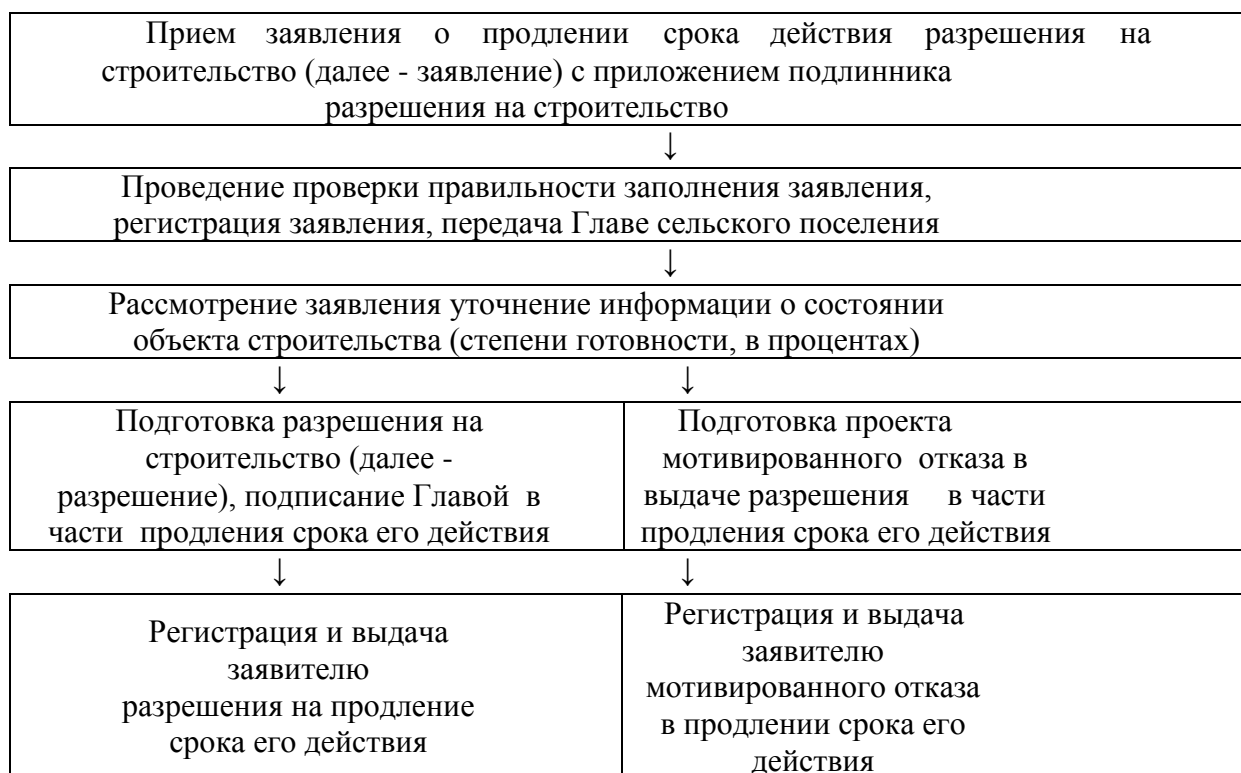 Прием заявления о продлении срока действия разрешения на
строительство (далее - заявление) с приложением подлинника
разрешения на строительство
↓
Проведение проверки правильности заполнения заявления,
регистрация заявления, передача Главе сельского поселения
↓
Рассмотрение заявления уточнение информации о состоянии
объекта строительства (степени готовности, в процентах)
↓ ↓
Подготовка разрешения на
строительство (далее -
разрешение), подписание Главой в
части продления срока его действия
Подготовка проекта
мотивированного отказа в
выдаче разрешения в части
продления срока его действия
↓ ↓
Регистрация и выдача
заявителю
разрешения на продление
срока его действия
Регистрация и выдача
заявителю
мотивированного отказа
в продлении срока его
действия